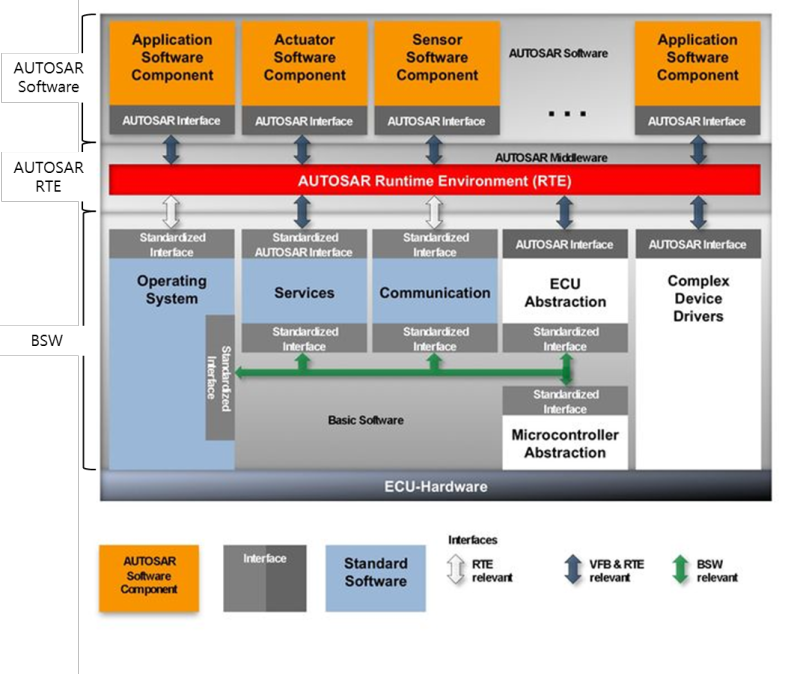 Application
Software
Component
AUTOSAR Interface
Actuator
Software
Component
AUTOSAR Interface
Sensor
Software
Component
AUTOSAR Interface
AUTOSAR Software
...
Application
Software
Component
AUTOSAR Interface
AUTOSAR
Software
AUTOSAR Middleware
AUTOSAR
RTE
AUTOSAR Runtime Environment (RTE)
Standardized
Interface
Operating
System
Standardized
Interface
Standardized
AUTOSAR Interface
Services
Standardized
Interface
Standardized
Interface
Communication
Standardized
Interface
AUTOSAR Interface
ECU
Abstraction
Standardized
Interface
AUTOSAR Interface
Complex
Device
Drivers
BSW
Standardized
Interface
Microcontroller
Abstraction
Basic Software
ECU-Hardware
AUTOSAR
Software
Component
Interface
Standard
Software
Interfaces
RTE
relevant
VFB & RTE
relevant
BSW
relevant